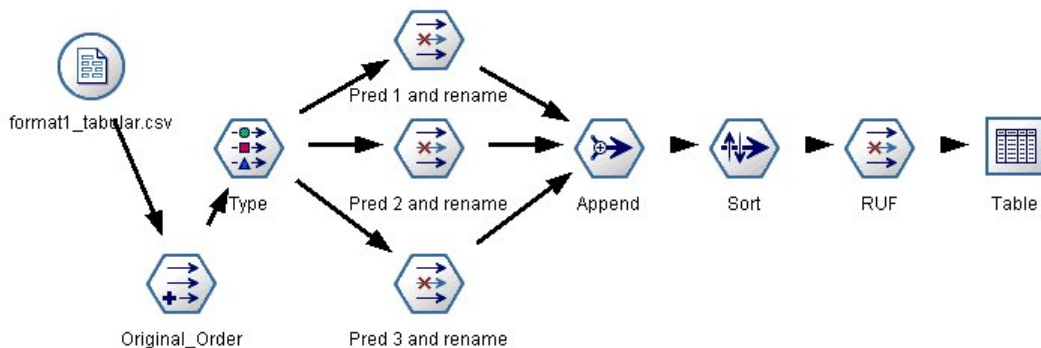 Pred 1 and rename
format1_tabular.csv
Type
Pred 2 and rename
Append
Sort
RUF
Table
Original_Order
Pred 3 and rename